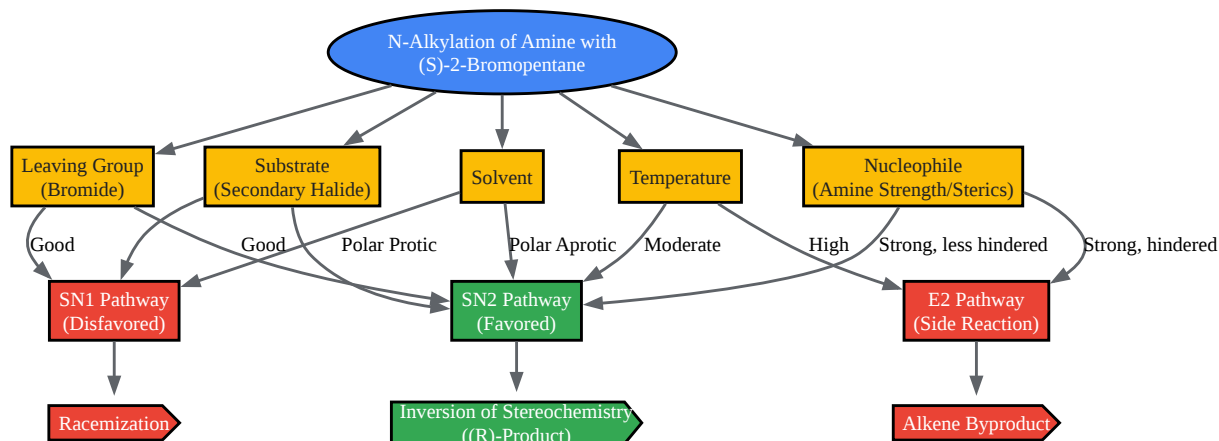 N-Alkylation of Amine with
(S)-2-Bromopentane
Leaving Group
(Bromide)
Substrate
(Secondary Halide)
Solvent
Temperature
Nucleophile
(Amine Strength/Sterics)
Good
Good
Polar Protic
Polar Aprotic
Moderate
High
Strong, less hindered
Strong, hindered
SN1 Pathway
(Disfavored)
SN2 Pathway
(Favored)
E2 Pathway
(Side Reaction)
Racemization
Inversion of Stereochemistry
((R)-Product)
Alkene Byproduct